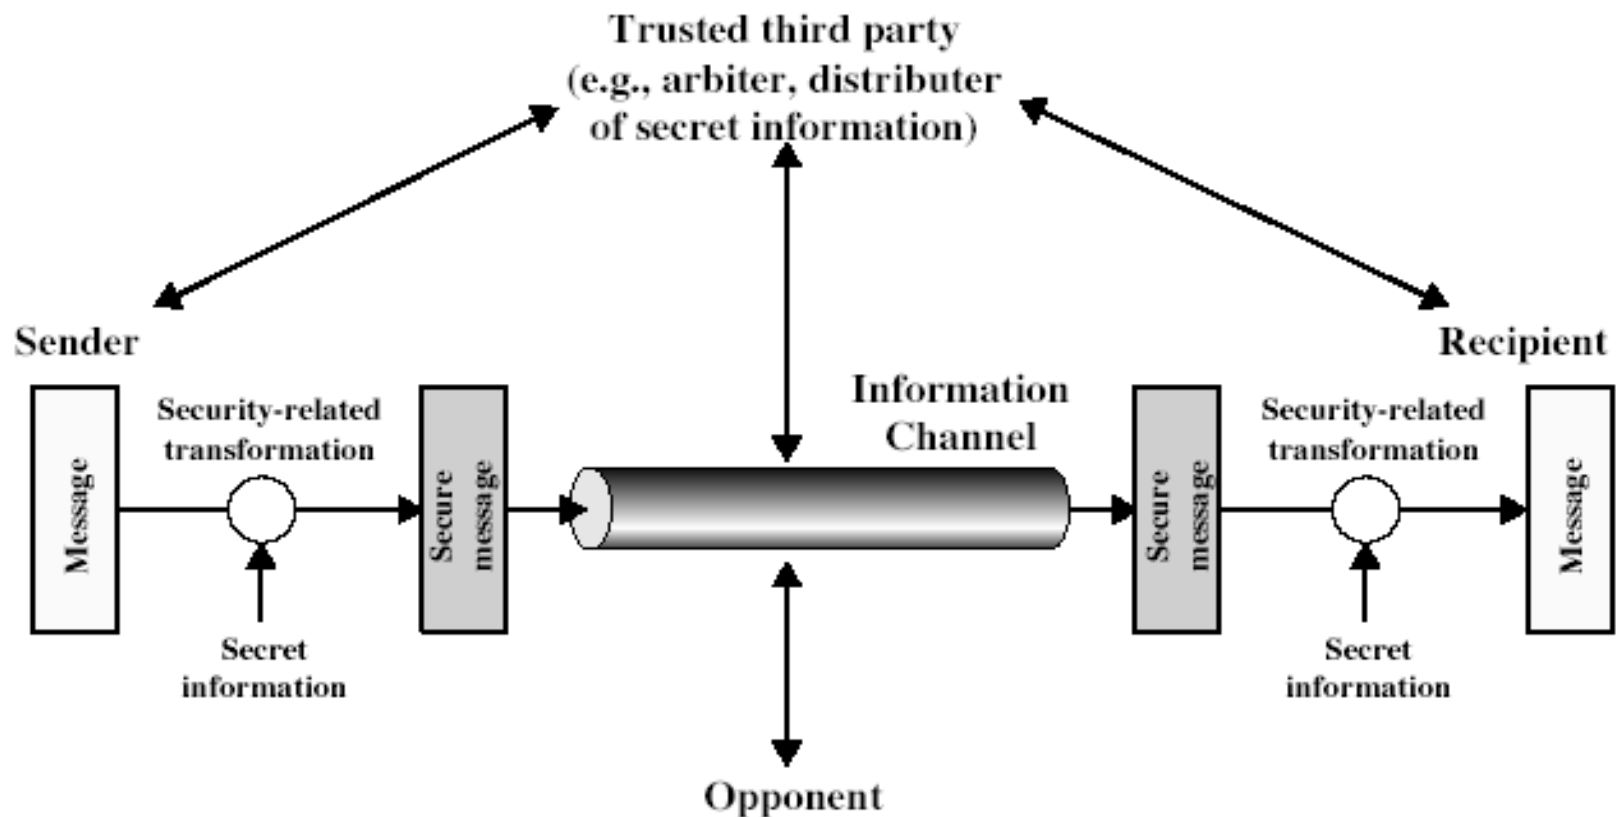 Trusted third party
(e.g., arbiter, distributer
of secret information)
Sender
Recipient
Information
Channel
Security-related
transformation
Security-related
transformation
Message
Secure
message
Secure
message
Message
Secret
information
Secret
information
Opponent